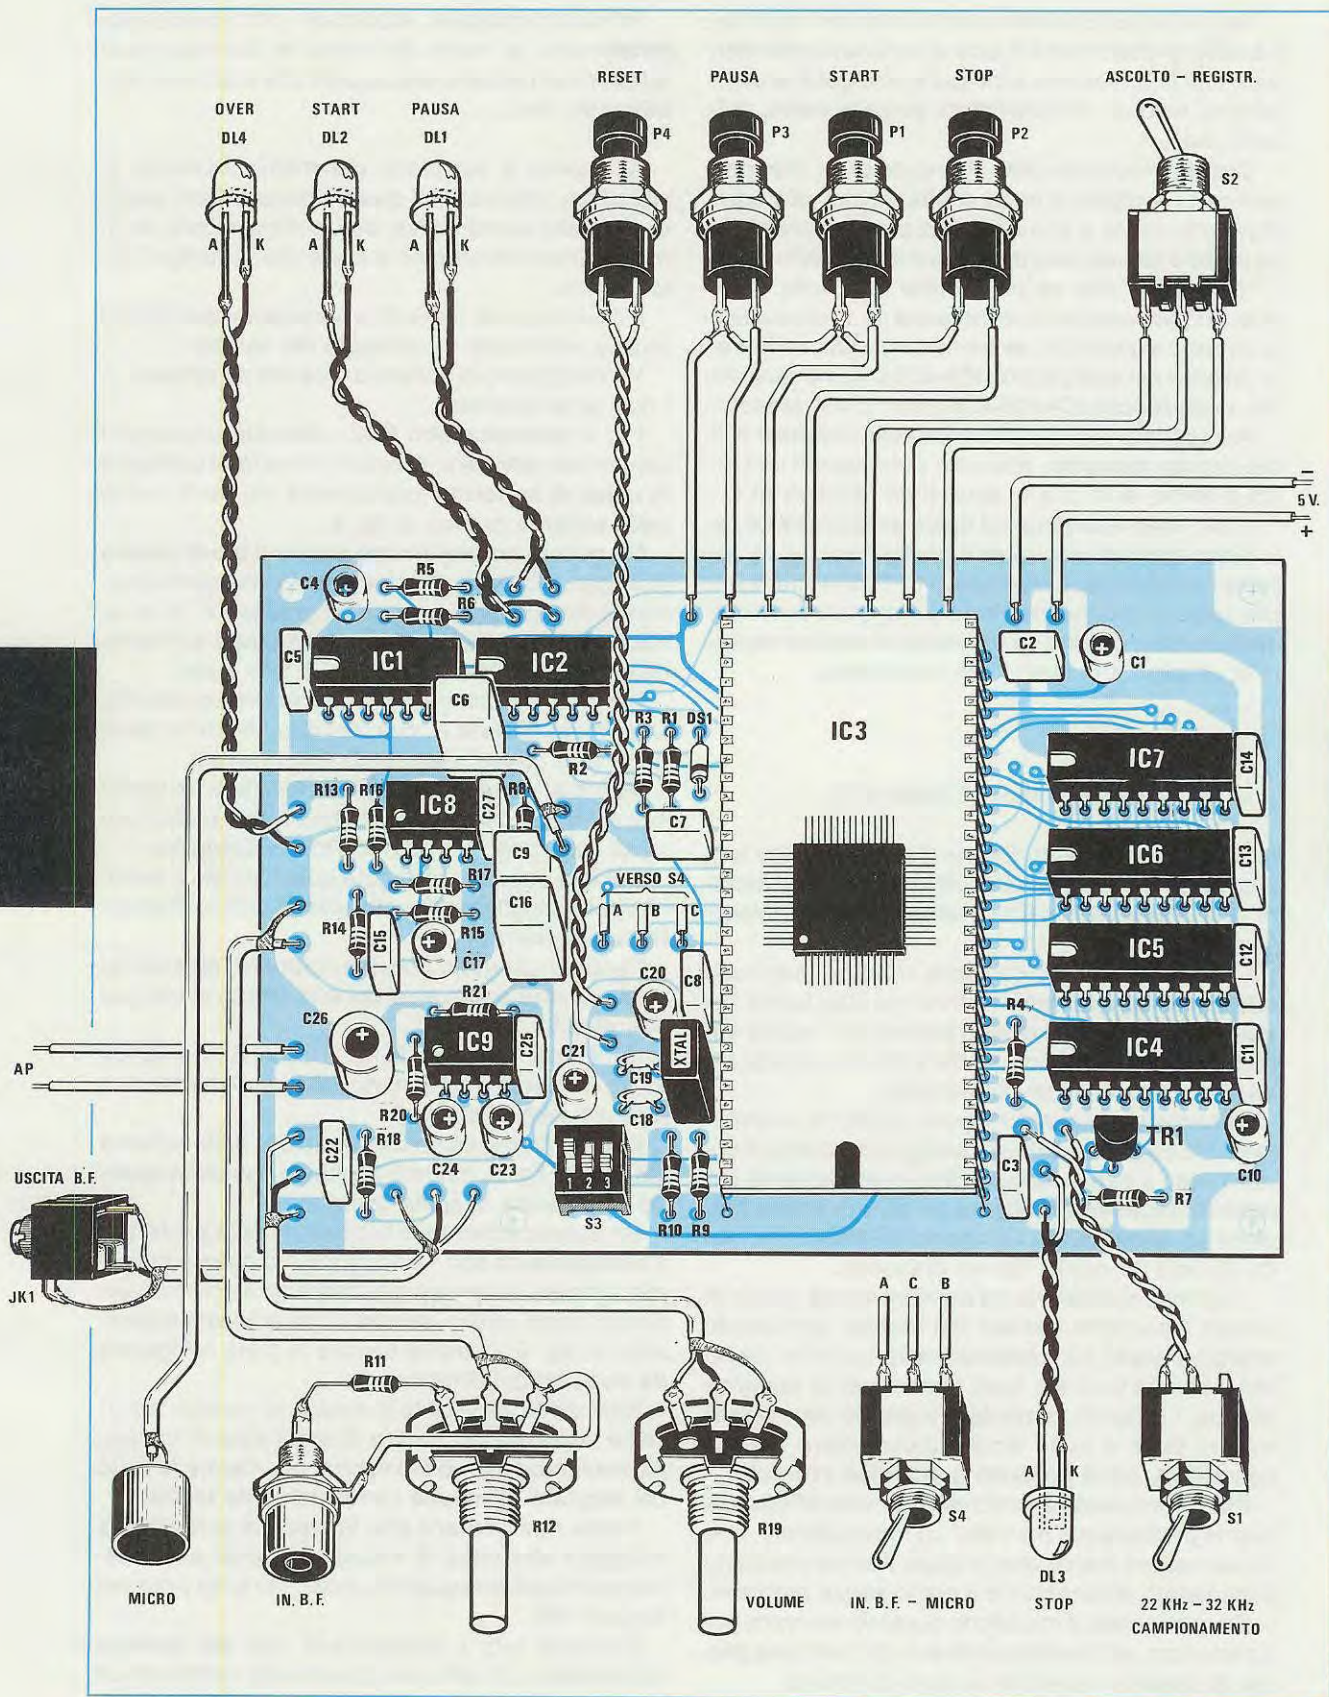 RESET PAUSA START STOP ASCOLTO – REGISTR.
OVER START PAUSA
DL4 DL2 DL1
P4 P3 P1 P2
S2
A K A K A K
–
5 V.
+
C4 R5
R6
C5 IC1 IC2 C2 C1
C6
R3 R1 DS1 IC3
R2 IC7 C14
R13 R16 IC8 C27 R8
C7
C9 IC6 C13
R17 VERSO S4
C16 A B C
R14 C15 R15
C17 IC5 C12
C20 C8
R21 R4
C26 IC9 C25 XTAL IC4 C11
C21 C19
AP
R20 C18
R18 TR1
C22 C24 C23 C3 C10
1 2 3
USCITA B.F. R7
S3 R10 R9
JK1
A C B
R11
A K
R12 R19 S4 S1
DL3
MICRO IN. B.F. VOLUME IN. B.F. – MICRO STOP 22 KHz – 32 KHz
CAMPIONAMENTO